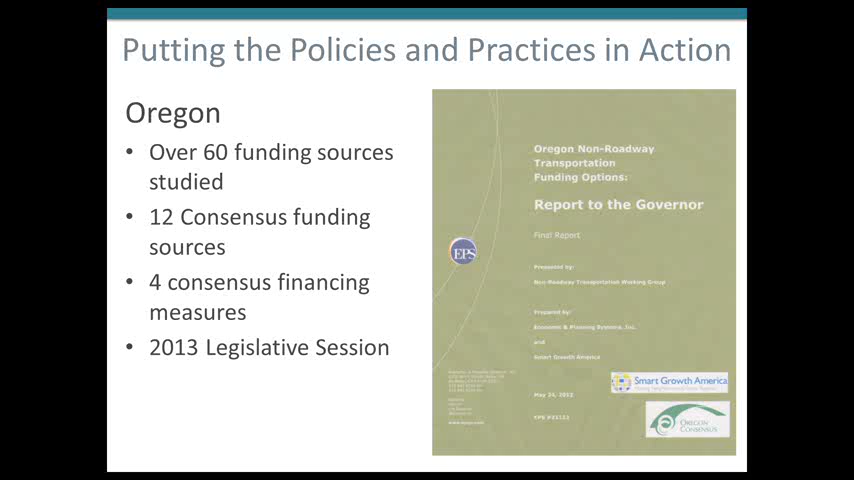 Putting the Policies and Practices in Action
Oregon
• Over 60 funding sources
studied
• 12 Consensus funding
sources
• 4 consensus financing
measures
• 2013 Legislative Session
Oregon Non-Roadway
Transportation
Funding Options:
Report to the Governor
Final Report
EPS
Presented by:
Non-Roadway Transportation Working Group
Prepared by:
Economic & Planning Systems, Inc.
and
Smart Growth America
Smart Growth America
May 24, 2012
OREGON
CONSENSUS